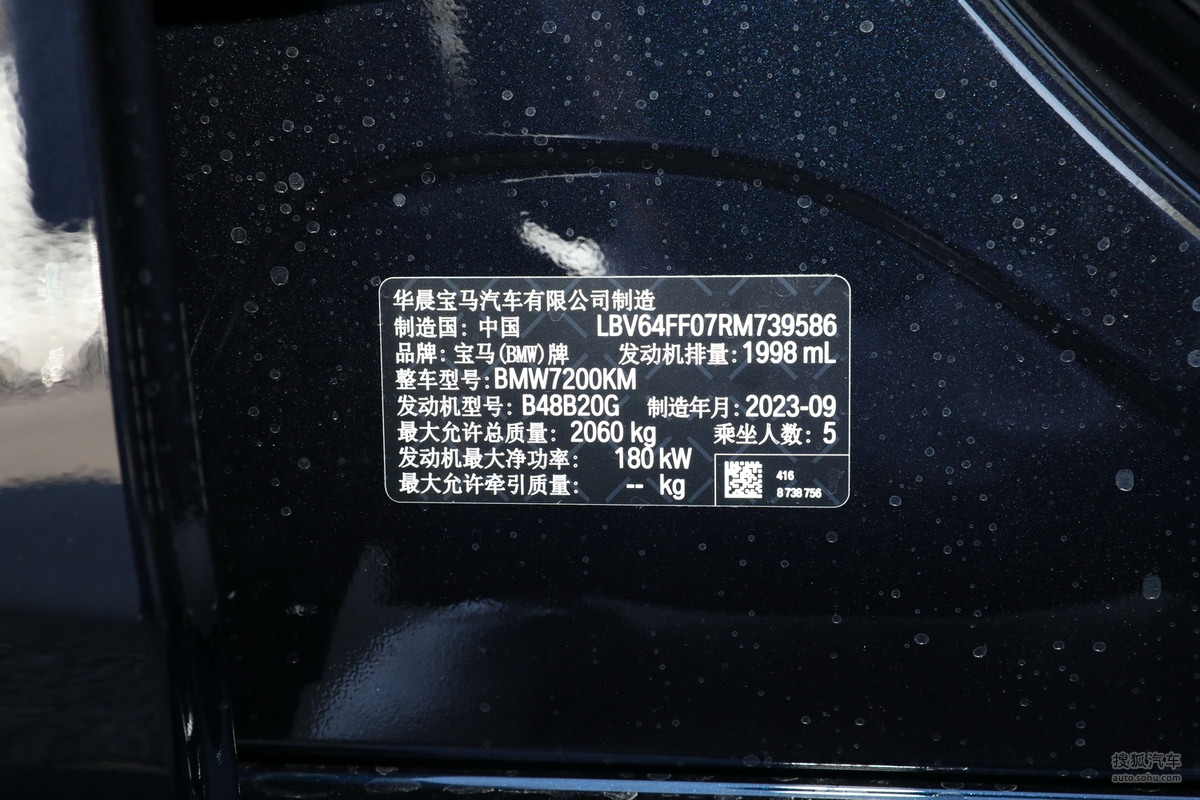 华晨宝马汽车有限公司制造
制造国：中国 LBV64FF07RM739586
品牌：宝马(BMW)牌 发动机排量：1998 mL
整车型号：BMW7200KM
发动机型号：B48B20G 制造年月：2023-09
最大允许总质量：2060 kg 乘坐人数：5
发动机最大净功率：180 kW
最大允许牵引质量：-- kg
416
8 738 756
搜狐汽车
auto.sohu.com